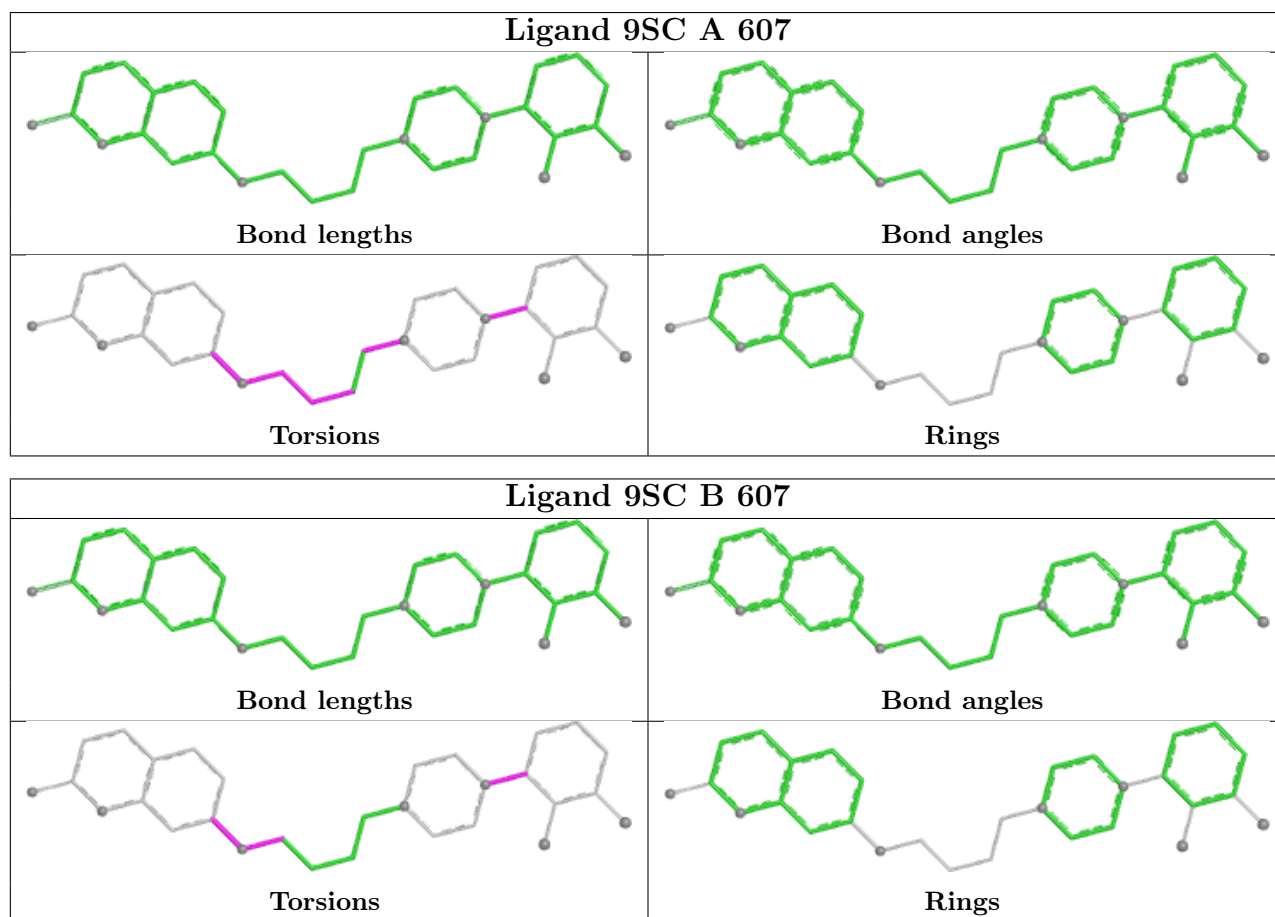 Ligand 9SC A 607
Bond lengths
Bond angles
Torsions
Rings
Ligand 9SC B 607
Bond lengths
Bond angles
Torsions
Rings